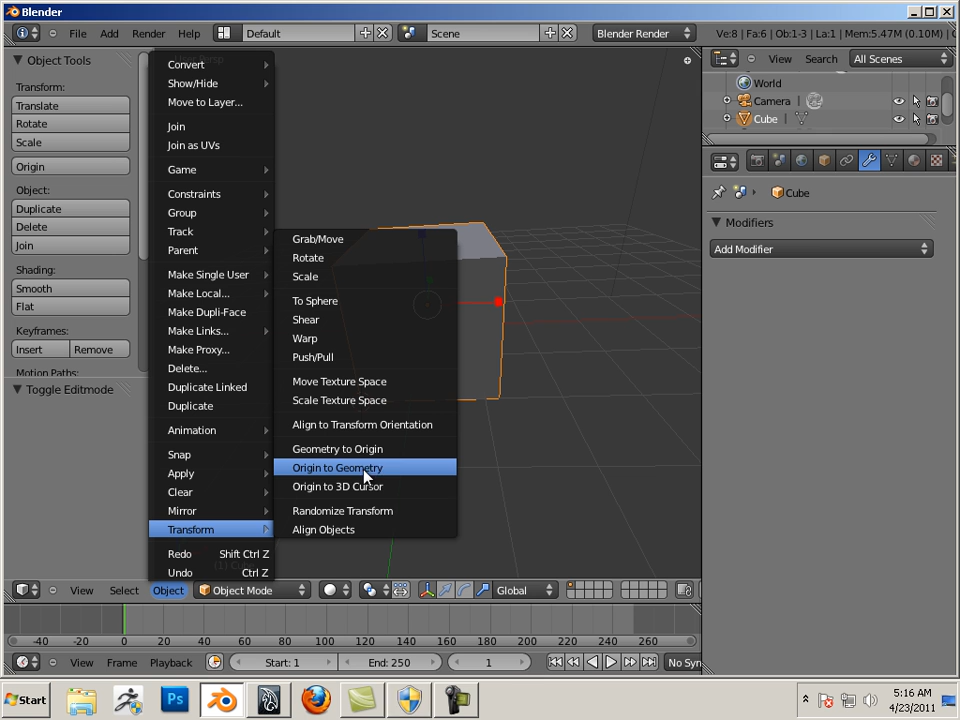 Blender
File Add Render Help Default Scene Blender Render Ve:8 | Fa:6 | Ob:1-3 | La:1 | Mem:5.47M (0.10M)
Object Tools
Transform:
Translate
Rotate
Scale
Origin
Object:
Duplicate
Delete
Join
Shading:
Smooth
Flat
Keyframes:
Insert Remove
Motion Paths:
Toggle Editmode
Convert
Show/Hide
Move to Layer...
Join
Join as UVs
Game
Constraints
Group
Track
Parent
Make Single User
Make Local...
Make Dupli-Face
Make Links...
Make Proxy...
Delete...
Duplicate Linked
Duplicate
Animation
Snap
Apply
Clear
Mirror
Transform
Redo Shift Ctrl Z
Undo Ctrl Z
Grab/Move
Rotate
Scale
To Sphere
Shear
Warp
Push/Pull
Move Texture Space
Scale Texture Space
Align to Transform Orientation
Geometry to Origin
Origin to Geometry
Origin to 3D Cursor
Randomize Transform
Align Objects
View Search All Scenes
World
Camera
Cube
Cube
Modifiers
Add Modifier
View Select Object Object Mode Global
-40 -20 0 20 40 60 80 100 120 140 160 180 200 220 240 260
View Frame Playback Start: 1 End: 250 1 No Syn
Start Ps 5:16 AM
4/23/2011